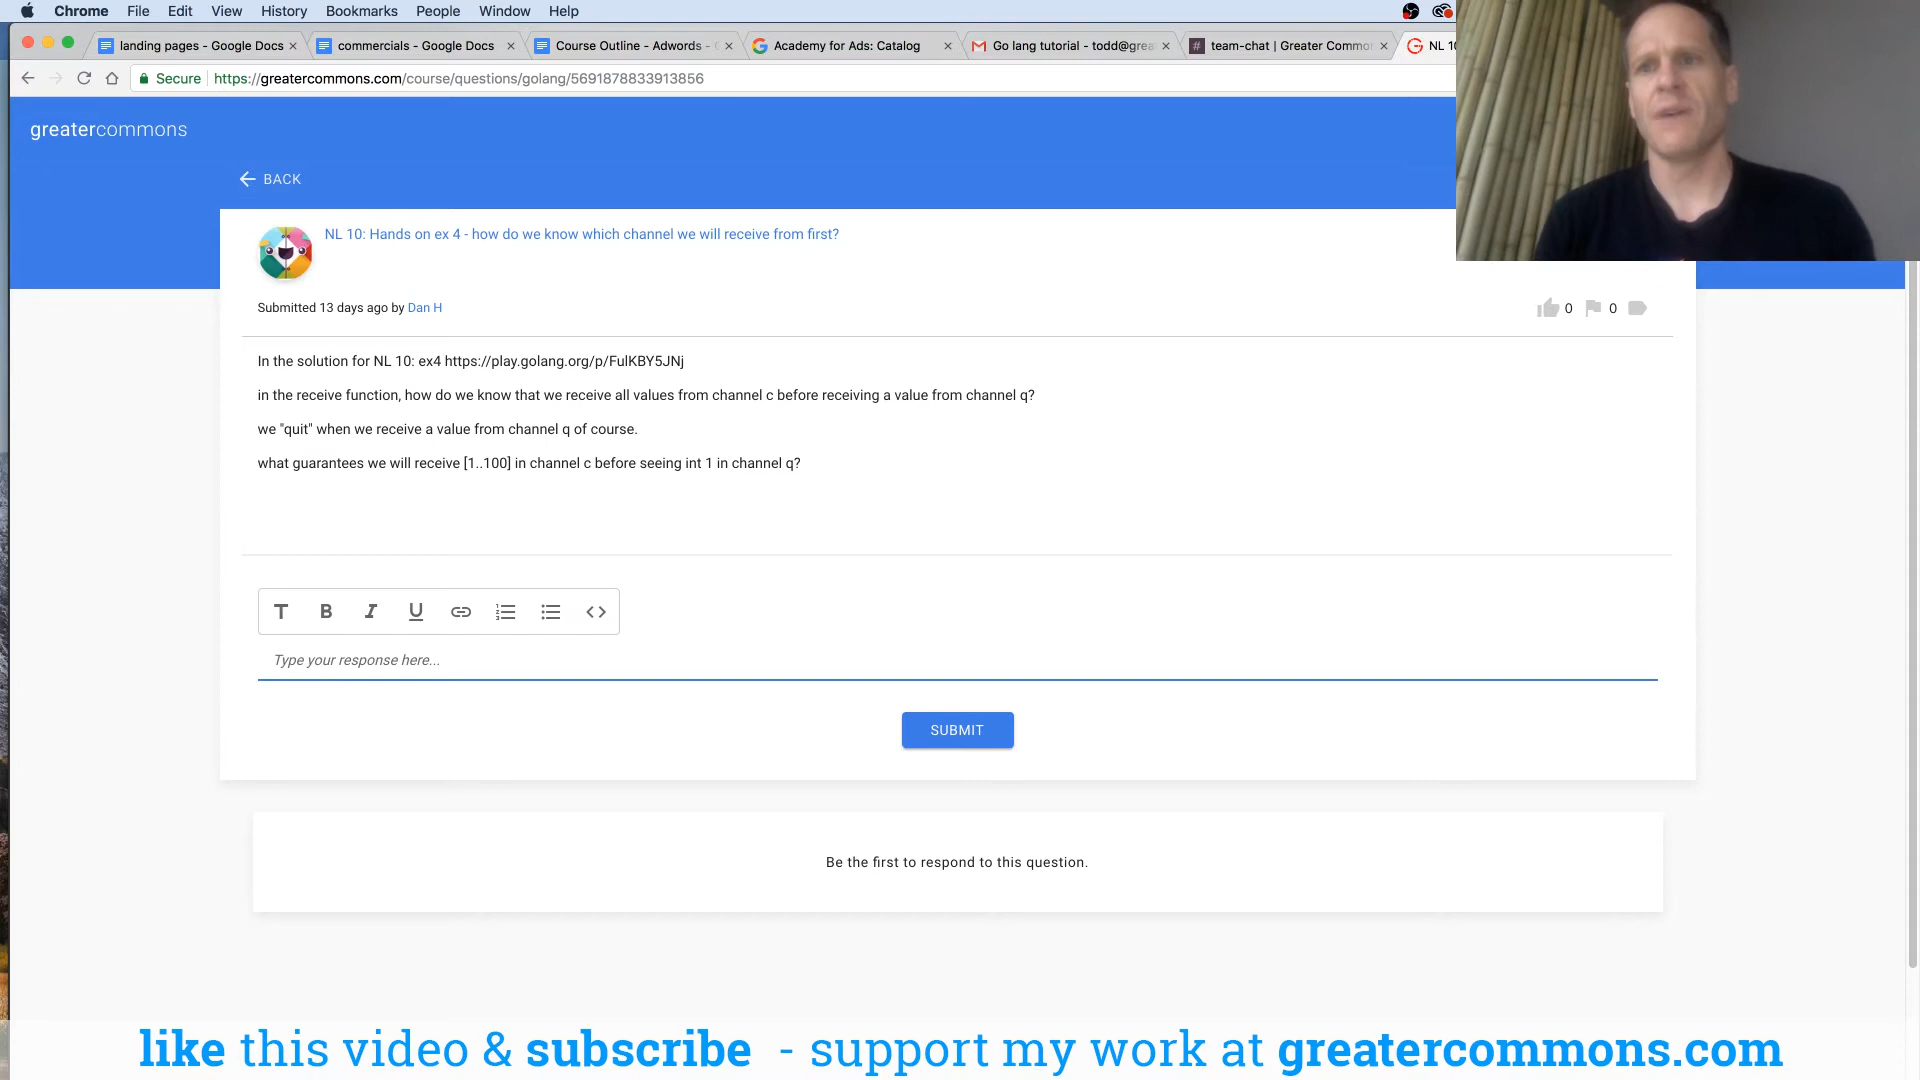 Chrome File Edit View History Bookmarks People Window Help
landing pages - Google Docs
commercials - Google Docs
Course Outline - Adwords -
Academy for Ads: Catalog
Go lang tutorial - todd@grea
team-chat | Greater Commo
NL 10
Secure https://greatercommons.com/course/questions/golang/5691878833913856
greatercommons
BACK
NL 10: Hands on ex 4 - how do we know which channel we will receive from first?
Submitted 13 days ago by Dan H
0 0
In the solution for NL 10: ex4 https://play.golang.org/p/FulKBY5JNj
in the receive function, how do we know that we receive all values from channel c before receiving a value from channel q?
we "quit" when we receive a value from channel q of course.
what guarantees we will receive [1..100] in channel c before seeing int 1 in channel q?
T B I U
Type your response here...
SUBMIT
Be the first to respond to this question.
like this video & subscribe - support my work at greatercommons.com